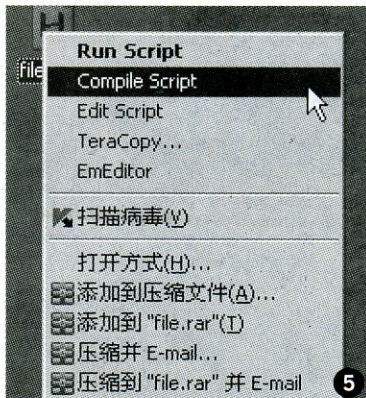 file
Run Script
Compile Script
Edit Script
TeraCopy...
EmEditor
扫描病毒(V)
打开方式(H)...
添加到压缩文件(A)...
添加到 "file.rar"(T)
压缩并 E-mail...
压缩到 "file.rar" 并 E-mail
5